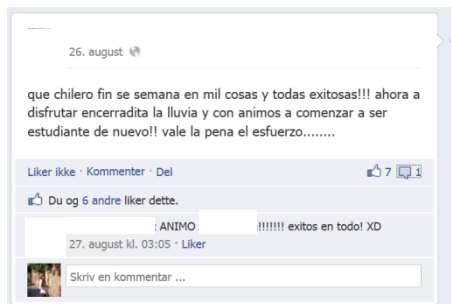 26. august
que chilero fin se semana en mil cosas y todas exitosas!!! ahora a
disfrutar encerradita la lluvia y con animos a comenzar a ser
estudiante de nuevo!! vale la pena el esfuerzo........
Liker ikke · Kommenter · Del 7 1
Du og 6 andre liker dette.
: ANIMO !!!!!!! exitos en todo! XD
27. august kl. 03:05 · Liker
Skriv en kommentar ...